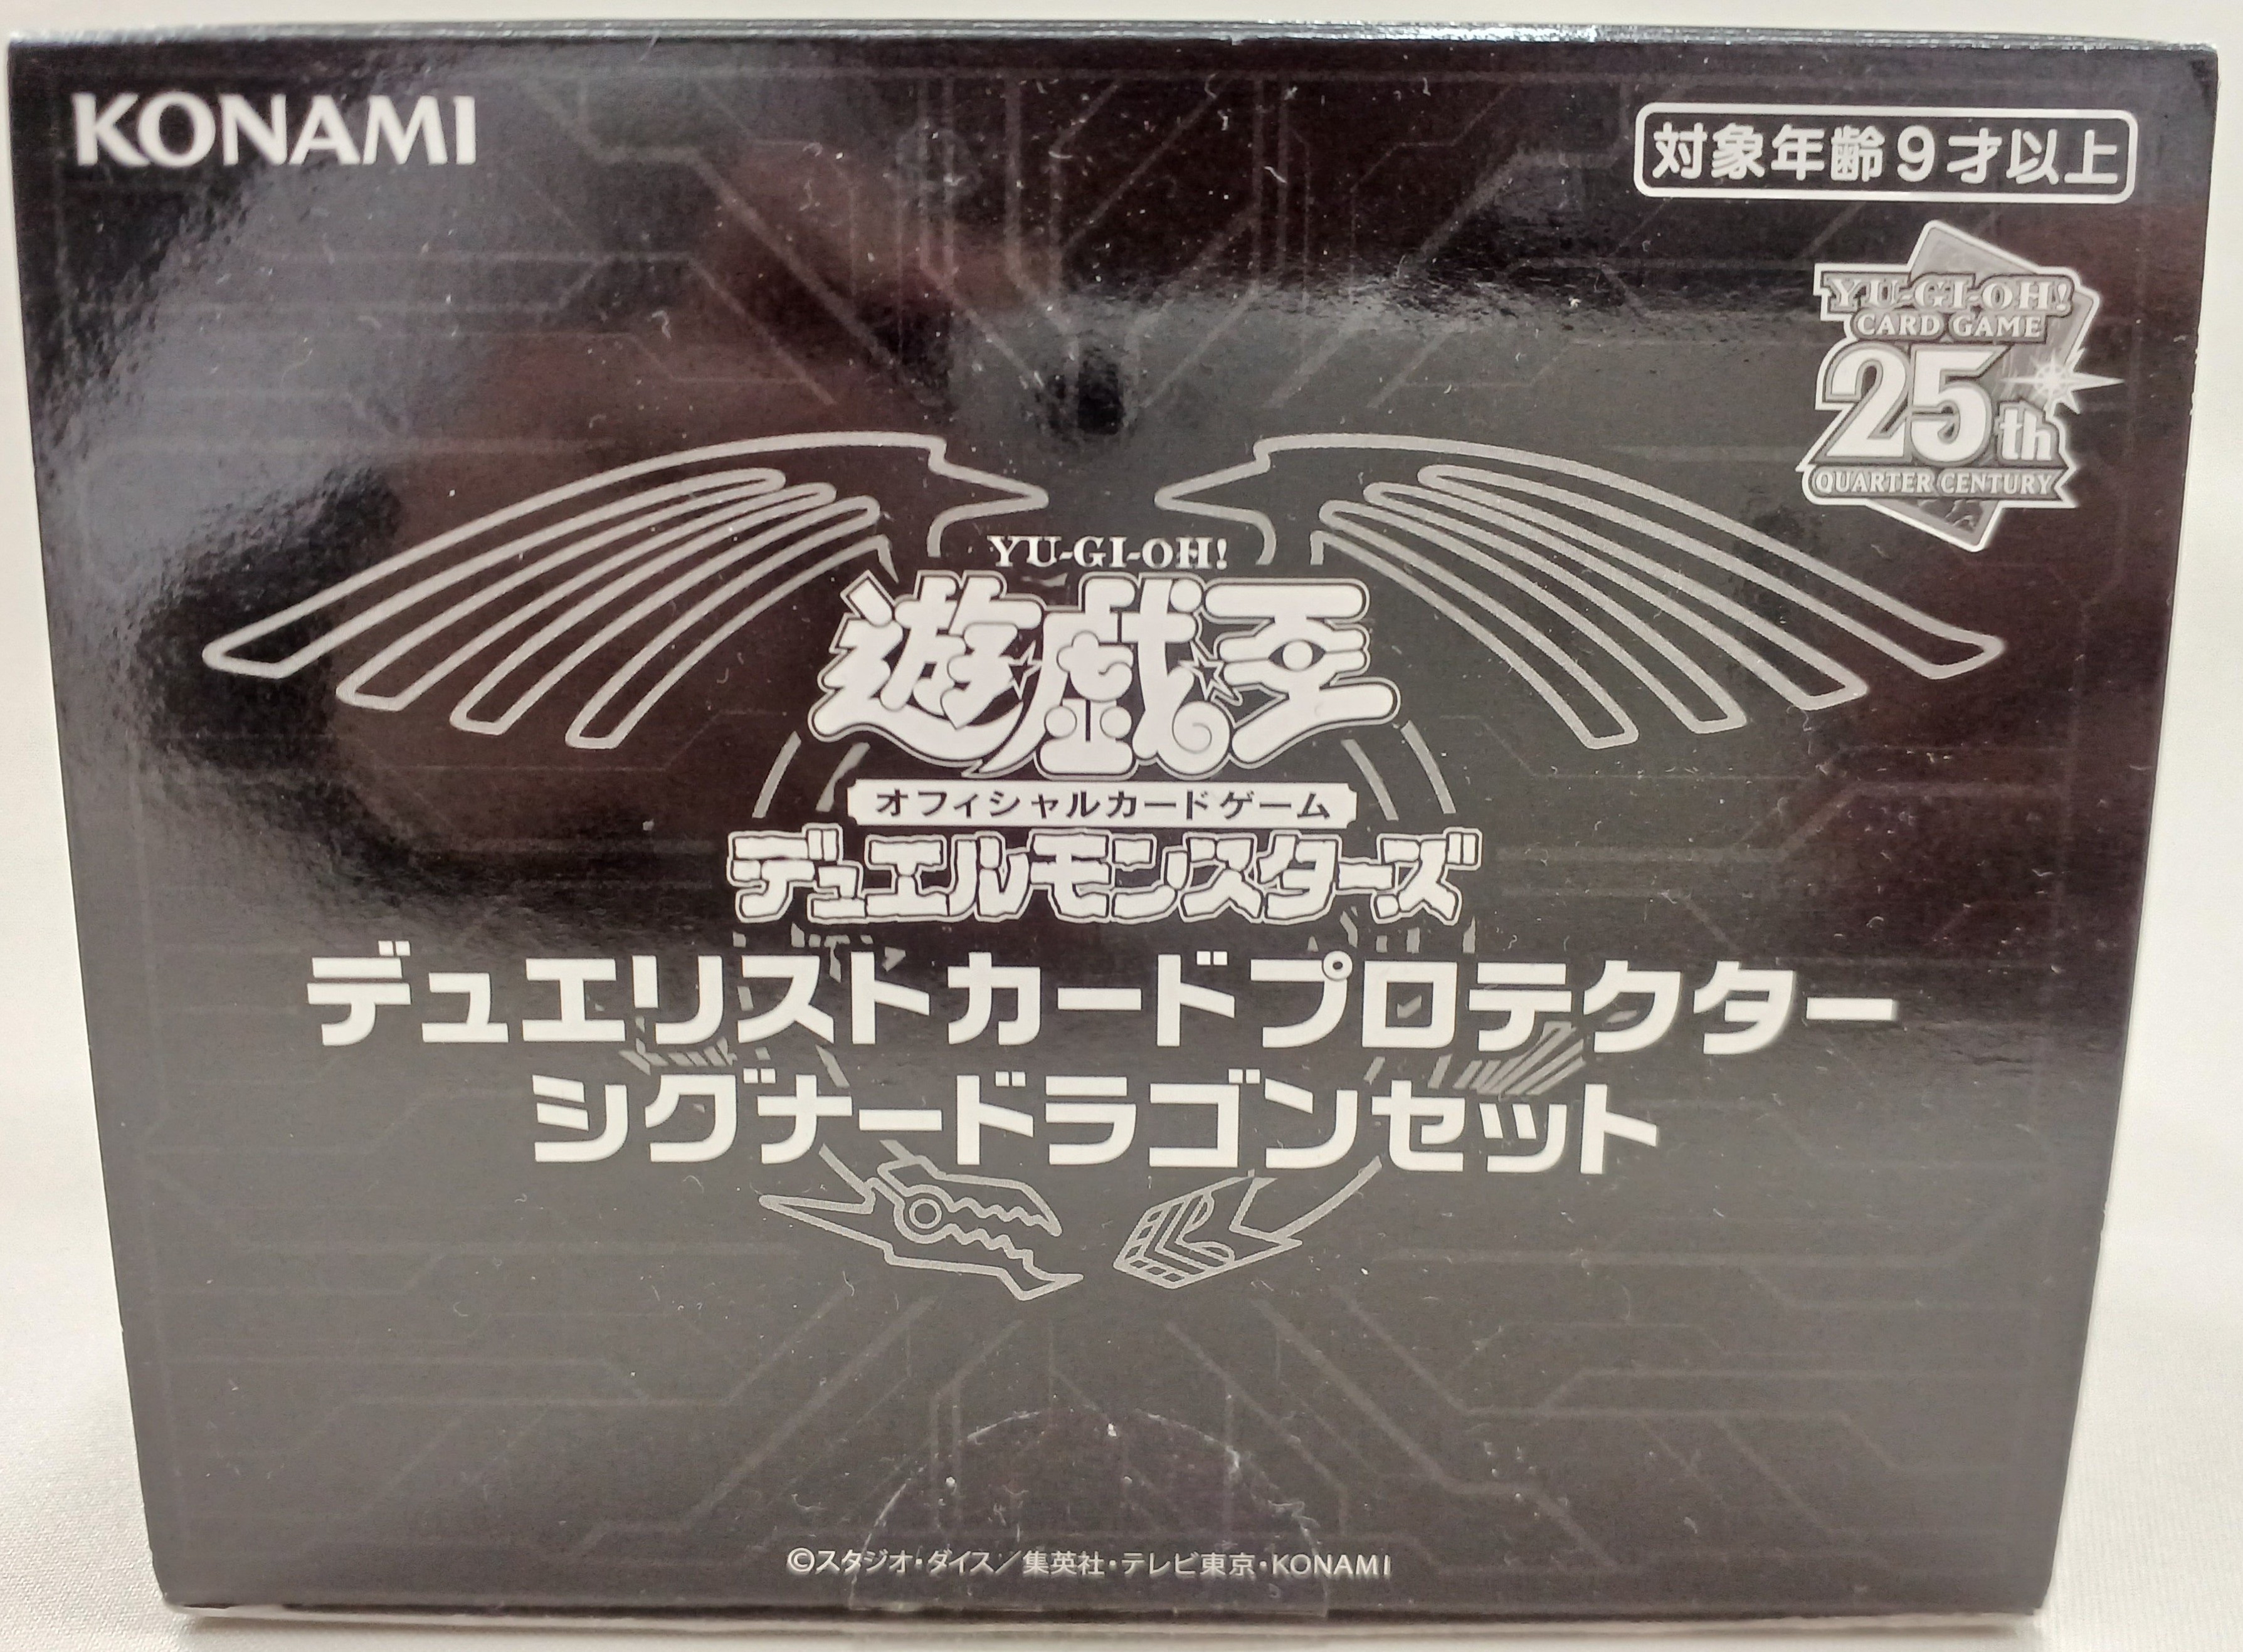 KONAMI
対象年齢9才以上
YU-GI-OH!
CARD GAME
25th
QUARTER CENTURY
YU-GI-OH!
遊戯王
オフィシャルカードゲーム
デュエルモンスターズ
デュエリストカードプロテクター
シグナードラゴンセット
©スタジオ・ダイス／集英社・テレビ東京・KONAMI